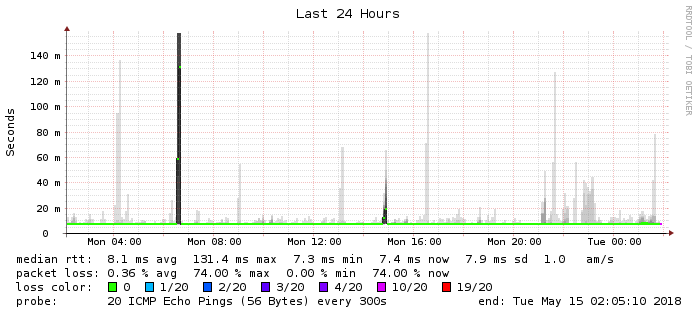 Last 24 Hours
RRDTOOL / TOBI OETIKER
Seconds
140 m
120 m
100 m
80 m
60 m
40 m
20 m
0
Mon 04:00 Mon 08:00 Mon 12:00 Mon 16:00 Mon 20:00 Tue 00:00
median rtt: 8.1 ms avg 131.4 ms max 7.3 ms min 7.4 ms now 7.9 ms sd 1.0 am/s
packet loss: 0.36 % avg 74.00 % max 0.00 % min 74.00 % now
loss color: 0 1/20 2/20 3/20 4/20 10/20 19/20
probe: 20 ICMP Echo Pings (56 Bytes) every 300s end: Tue May 15 02:05:10 2018